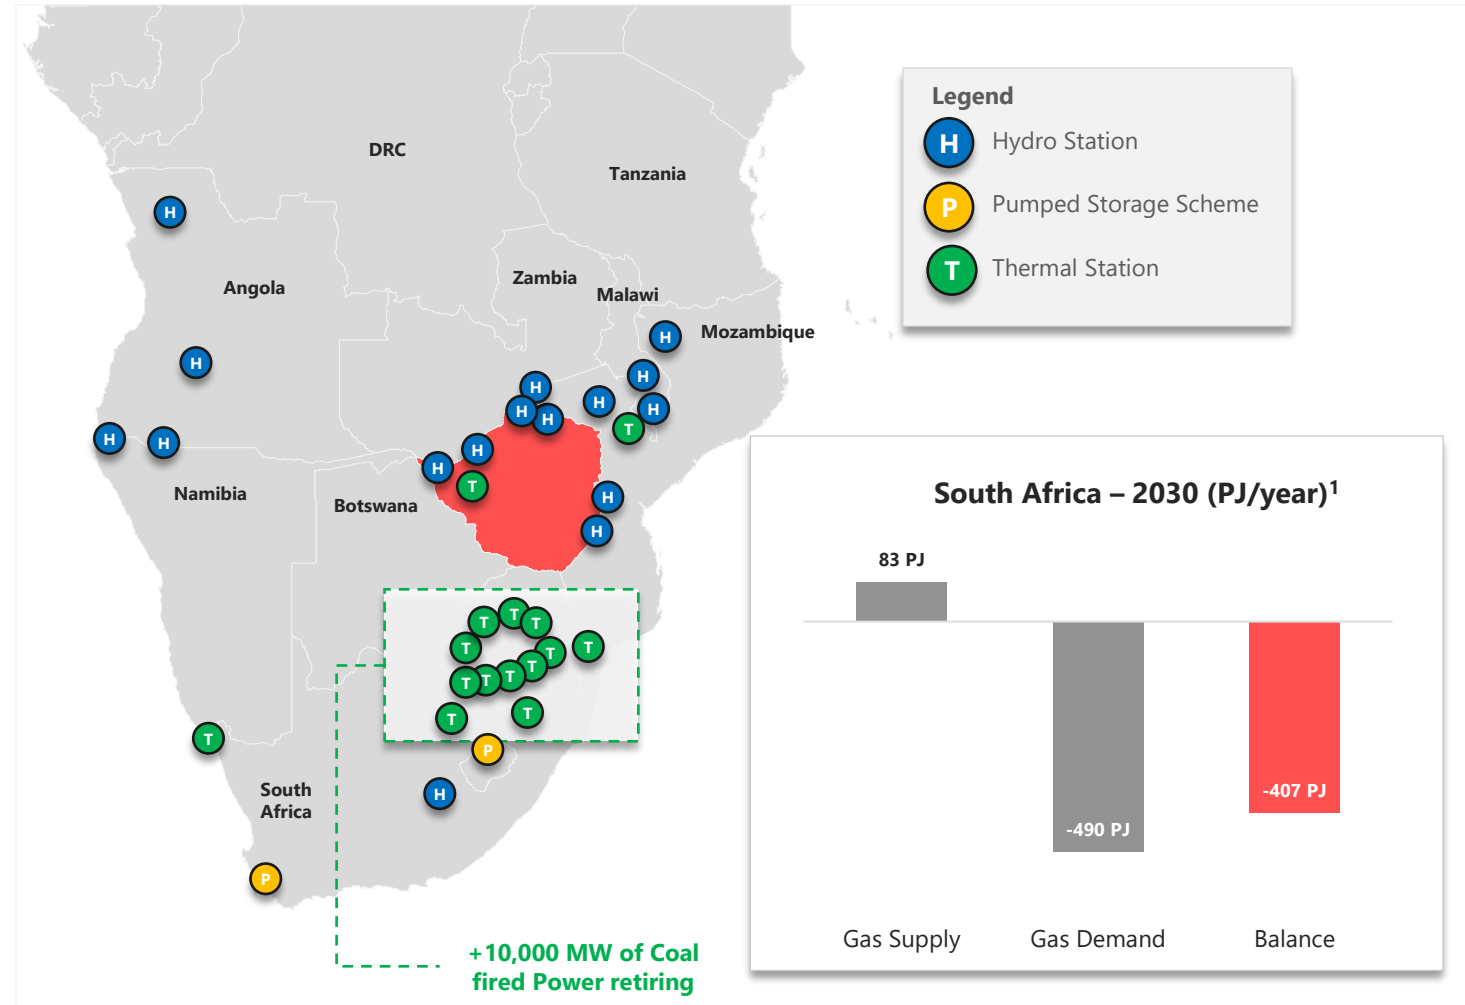 DRC
Tanzania
Angola
Zambia
Malawi
Mozambique
Namibia
Botswana
South
Africa
H
H
H
H
H
H
H
H
H
H
H
H
T
H
H
T
H
H
T
T
T
T
T
T
T
T
T
T
T
T
T
P
T
H
P
+10,000 MW of Coal
fired Power retiring
Legend
H Hydro Station
P Pumped Storage Scheme
T Thermal Station
South Africa – 2030 (PJ/year)1
83 PJ
-490 PJ
-407 PJ
Gas Supply
Gas Demand
Balance